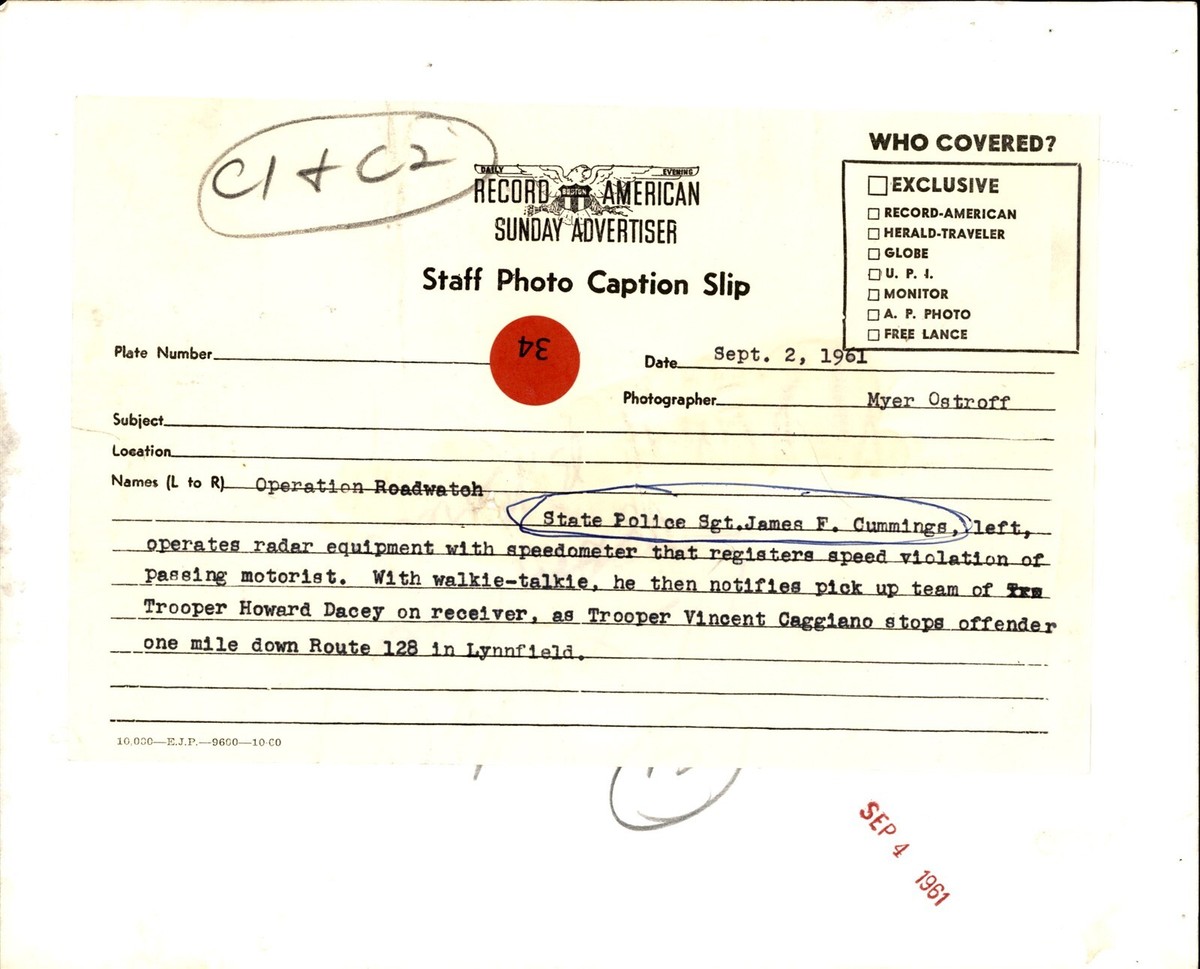 C1 + C2
WHO COVERED?
DAILY EVENING
RECORD AMERICAN
SUNDAY ADVERTISER
Staff Photo Caption Slip
EXCLUSIVE
RECORD-AMERICAN
HERALD-TRAVELER
GLOBE
U. P. I.
MONITOR
A. P. PHOTO
FREE LANCE
34
Plate Number
Date Sept. 2, 1961
Photographer Myer Ostroff
Subject
Location
Names (L to R) Operation Roadwatch
State Police Sgt.James F. Cummings, left,
operates radar equipment with speedometer that registers speed violation of
passing motorist. With walkie-talkie, he then notifies pick up team of
Trooper Howard Dacey on receiver, as Trooper Vincent Caggiano stops offender
one mile down Route 128 in Lynnfield.
10,000—E.J.P.—9600—10-60
SEP 4 1961